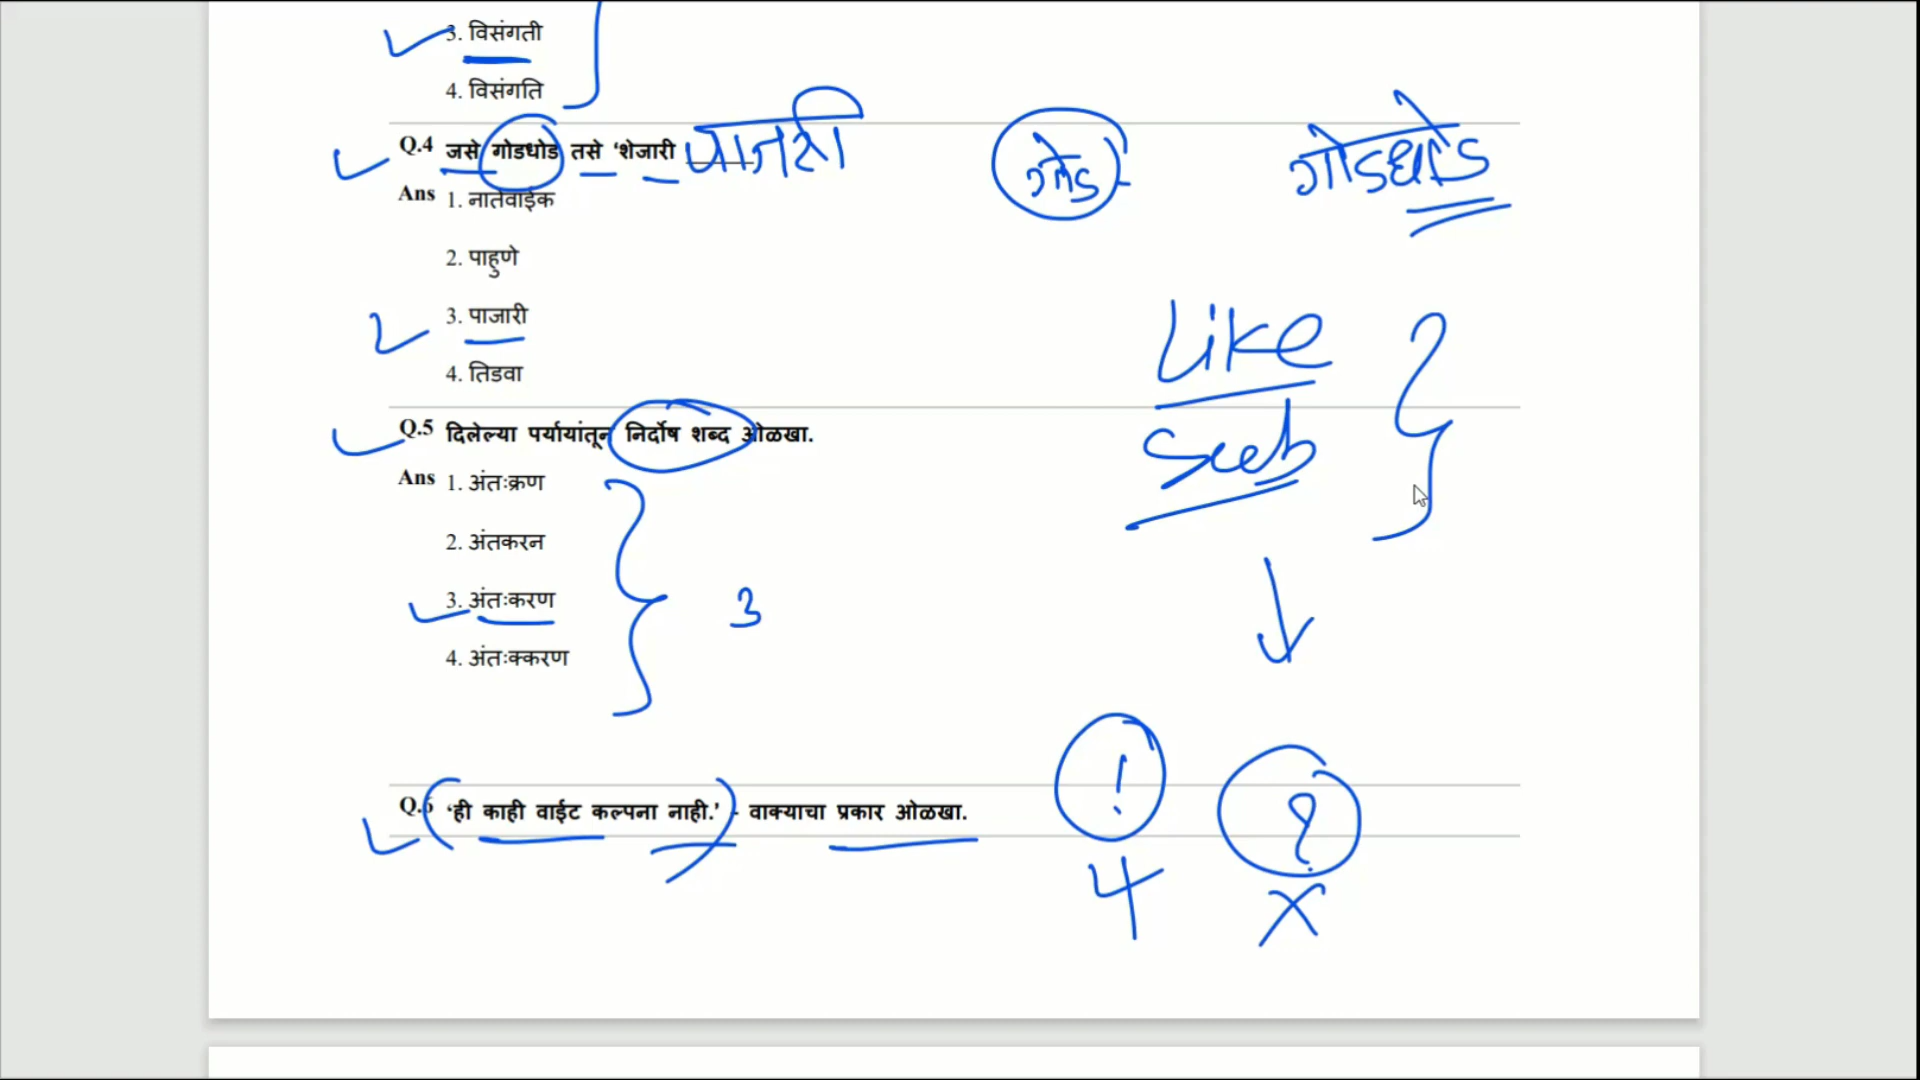 3. विसंगती
4. विसंगति
Q.4 जसे गोडधोड तसे 'शेजारी पाजारी
गोड-
गोडधोड
Ans 1. नातेवाईक
2. पाहुणे
3. पाजारी
4. तिडवा
Like
Sub
Q.5 दिलेल्या पर्यायांतून निर्दोष शब्द ओळखा.
Ans 1. अंतःक्रण
2. अंतकरन
3. अंतःकरण
3
4. अंतःक्करण
! ?
Q.6 'ही काही वाईट कल्पना नाही.' - वाक्याचा प्रकार ओळखा.
4 x